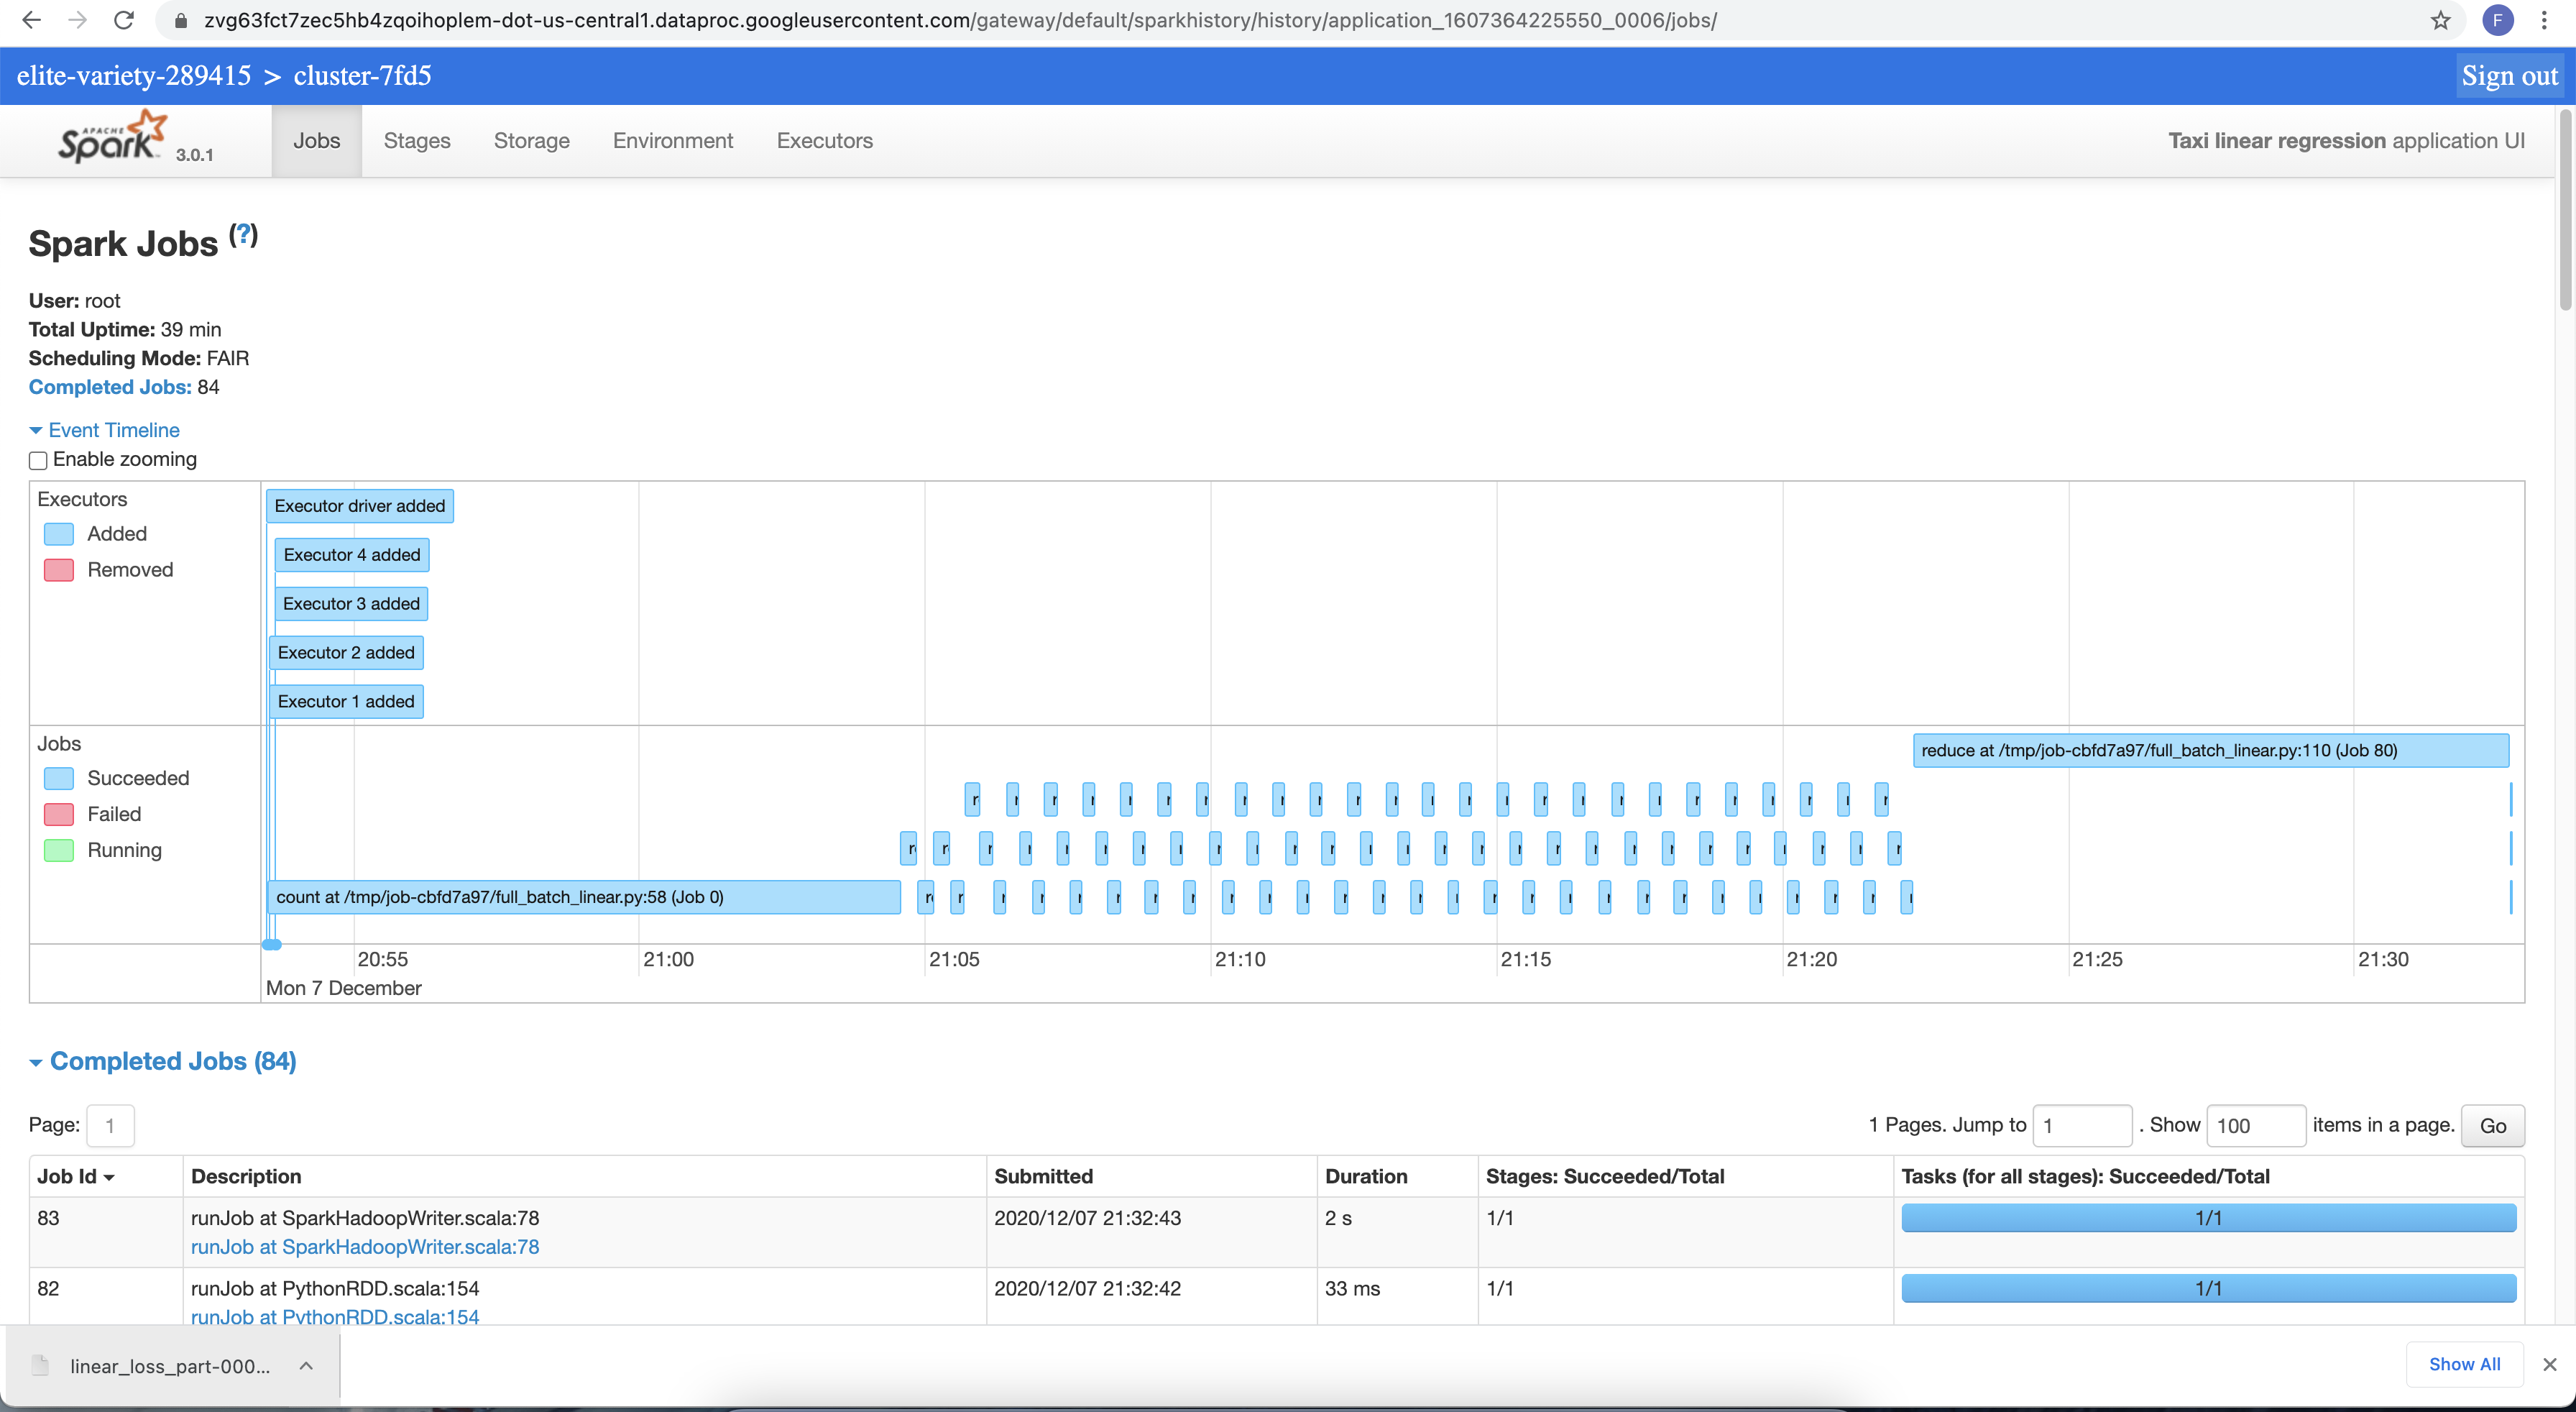 zvg63fct7zec5hb4zqoihoplem-dot-us-central1.dataproc.googleusercontent.com/gateway/default/sparkhistory/history/application_1607364225550_0006/jobs/
F
elite-variety-289415 > cluster-7fd5
Sign out
APACHE Spark 3.0.1
Jobs Stages Storage Environment Executors
Taxi linear regression application UI
Spark Jobs (?)
User: root
Total Uptime: 39 min
Scheduling Mode: FAIR
Completed Jobs: 84
Event Timeline
Enable zooming
Executors
Added
Removed
Executor driver added
Executor 4 added
Executor 3 added
Executor 2 added
Executor 1 added
Jobs
Succeeded
Failed
Running
reduce at /tmp/job-cbfd7a97/full_batch_linear.py:110 (Job 80)
count at /tmp/job-cbfd7a97/full_batch_linear.py:58 (Job 0)
20:55 21:00 21:05 21:10 21:15 21:20 21:25 21:30
Mon 7 December
Completed Jobs (84)
Page: 1
1 Pages. Jump to 1 . Show 100 items in a page. Go
Job Id Description Submitted Duration Stages: Succeeded/Total Tasks (for all stages): Succeeded/Total
83 runJob at SparkHadoopWriter.scala:78 2020/12/07 21:32:43 2 s 1/1 1/1
runJob at SparkHadoopWriter.scala:78
82 runJob at PythonRDD.scala:154 2020/12/07 21:32:42 33 ms 1/1 1/1
runJob at PythonRDD.scala:154
linear_loss_part-000...
Show All